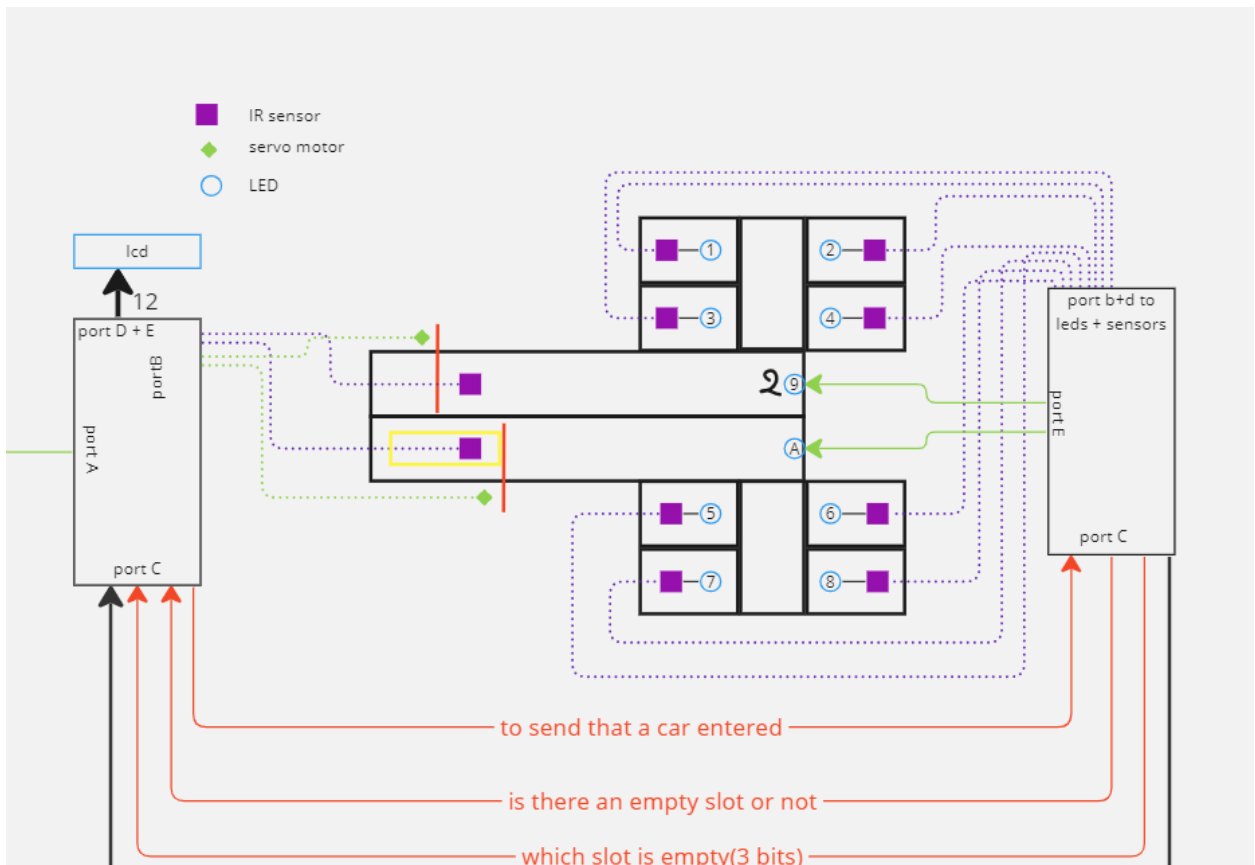 IR sensor
servo motor
LED
lcd
12
port D + E
portB
port A
port C
1
2
3
4
9
A
5
6
7
8
port b+d to
leds + sensors
port E
port C
to send that a car entered
is there an empty slot or not
which slot is empty(3 bits)